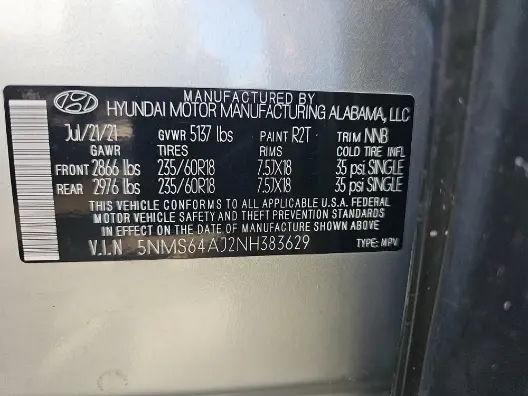 MANUFACTURED BY
HYUNDAI MOTOR MANUFACTURING ALABAMA, LLC
Jul/21/21 GVWR 5137 lbs PAINT R2T TRIM NNB
GAWR TIRES RIMS COLD TIRE INFL
FRONT 2866 lbs 235/60R18 7.5JX18 35 psi SINGLE
REAR 2976 lbs 235/60R18 7.5JX18 35 psi SINGLE
THIS VEHICLE CONFORMS TO ALL APPLICABLE U.S.A. FEDERAL
MOTOR VEHICLE SAFETY AND THEFT PREVENTION STANDARDS
IN EFFECT ON THE DATE OF MANUFACTURE SHOWN ABOVE
V.I.N 5NMS64AJ2NH383629 TYPE: MPV